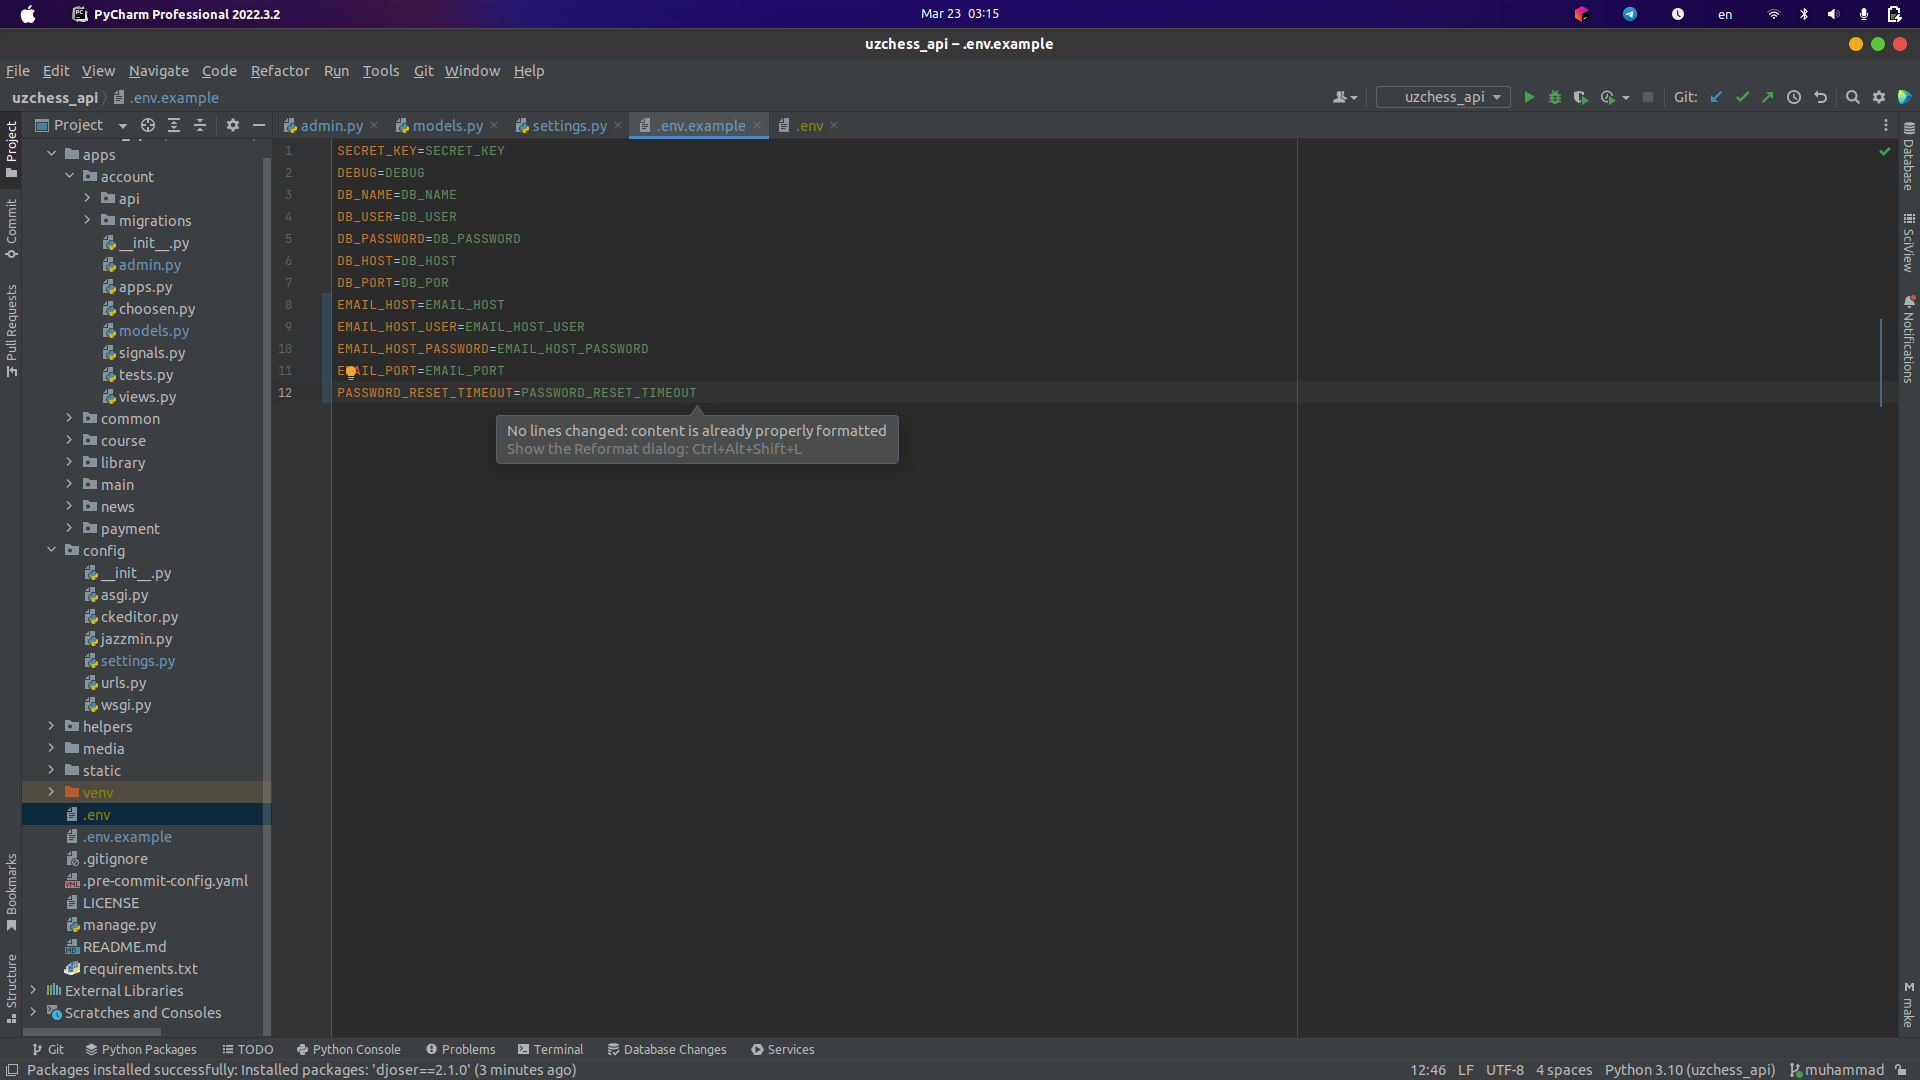 PyCharm Professional 2022.3.2
Mar 23 03:15
en
uzchess_api – .env.example
File Edit View Navigate Code Refactor Run Tools Git Window Help
uzchess_api .env.example
uzchess_api
Git:
Project
admin.py
models.py
settings.py
.env.example
.env
Project
Commit
Pull Requests
Bookmarks
Structure
apps
account
api
migrations
__init__.py
admin.py
apps.py
choosen.py
models.py
signals.py
tests.py
views.py
common
course
library
main
news
payment
config
__init__.py
asgi.py
ckeditor.py
jazzmin.py
settings.py
urls.py
wsgi.py
helpers
media
static
venv
.env
.env.example
.gitignore
.pre-commit-config.yaml
LICENSE
manage.py
README.md
requirements.txt
External Libraries
Scratches and Consoles
1 SECRET_KEY=SECRET_KEY
2 DEBUG=DEBUG
3 DB_NAME=DB_NAME
4 DB_USER=DB_USER
5 DB_PASSWORD=DB_PASSWORD
6 DB_HOST=DB_HOST
7 DB_PORT=DB_POR
8 EMAIL_HOST=EMAIL_HOST
9 EMAIL_HOST_USER=EMAIL_HOST_USER
10 EMAIL_HOST_PASSWORD=EMAIL_HOST_PASSWORD
11 EMAIL_PORT=EMAIL_PORT
12 PASSWORD_RESET_TIMEOUT=PASSWORD_RESET_TIMEOUT
No lines changed: content is already properly formatted
Show the Reformat dialog: Ctrl+Alt+Shift+L
Database
SciView
Notifications
make
Git
Python Packages
TODO
Python Console
Problems
Terminal
Database Changes
Services
Packages installed successfully: Installed packages: 'djoser==2.1.0' (3 minutes ago)
12:46 LF UTF-8 4 spaces Python 3.10 (uzchess_api) muhammad